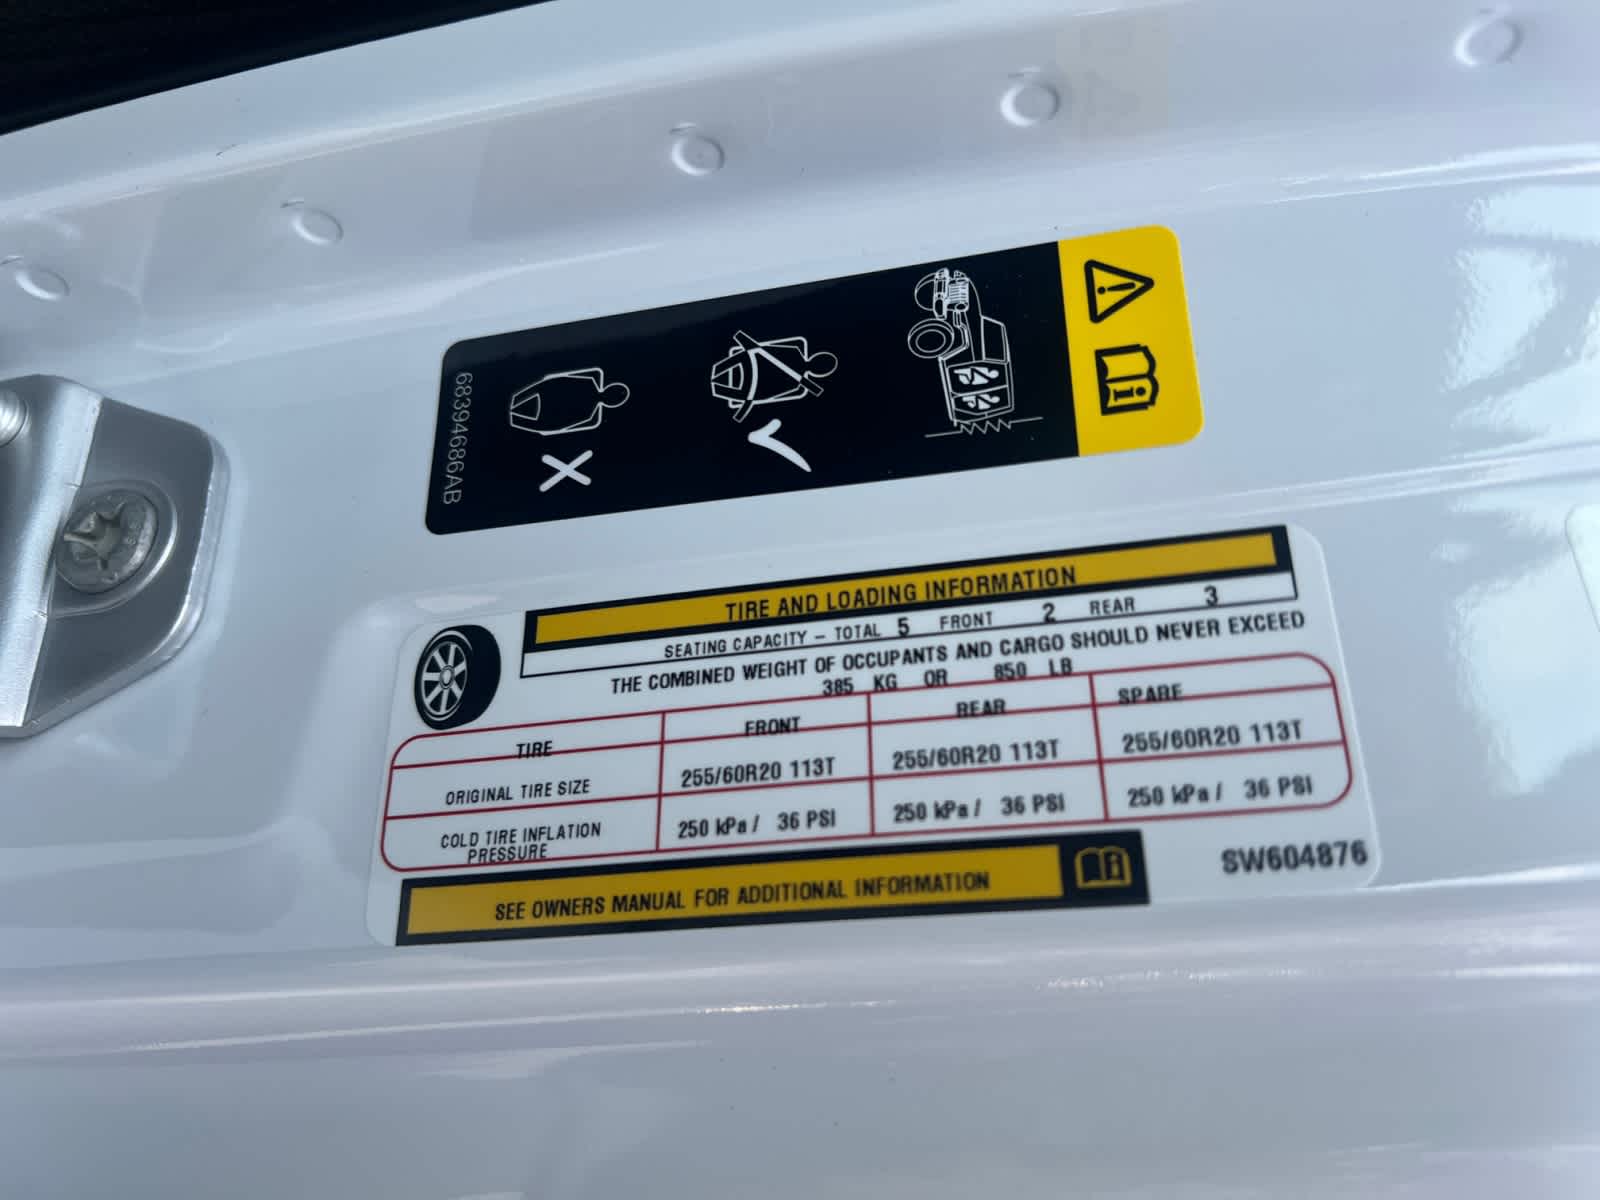 68394686AB
TIRE AND LOADING INFORMATION
SEATING CAPACITY – TOTAL 5 FRONT 2 REAR 3
THE COMBINED WEIGHT OF OCCUPANTS AND CARGO SHOULD NEVER EXCEED
385 KG OR 850 LB
TIRE FRONT REAR SPARE
ORIGINAL TIRE SIZE 255/60R20 113T 255/60R20 113T 255/60R20 113T
COLD TIRE INFLATION
PRESSURE 250 kPa / 36 PSI 250 kPa / 36 PSI 250 kPa / 36 PSI
SEE OWNERS MANUAL FOR ADDITIONAL INFORMATION
SW604876